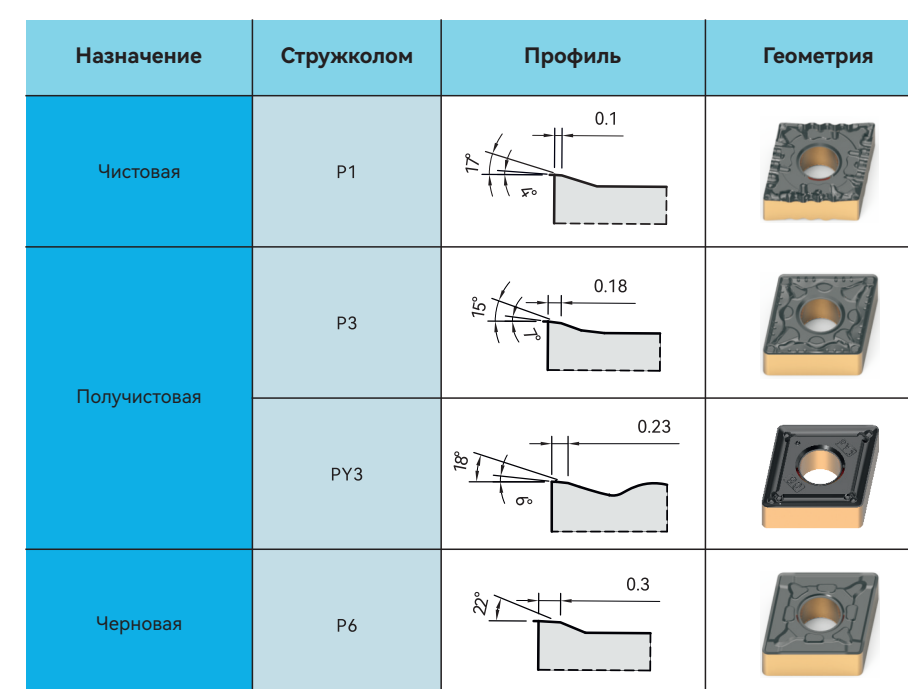 Назначение Стружколом Профиль Геометрия
Чистовая P1 0.1 17° 4°
Получистовая
P3 0.18 15° 7°
PY3 0.23 18° 6°
Черновая P6 0.3 22°